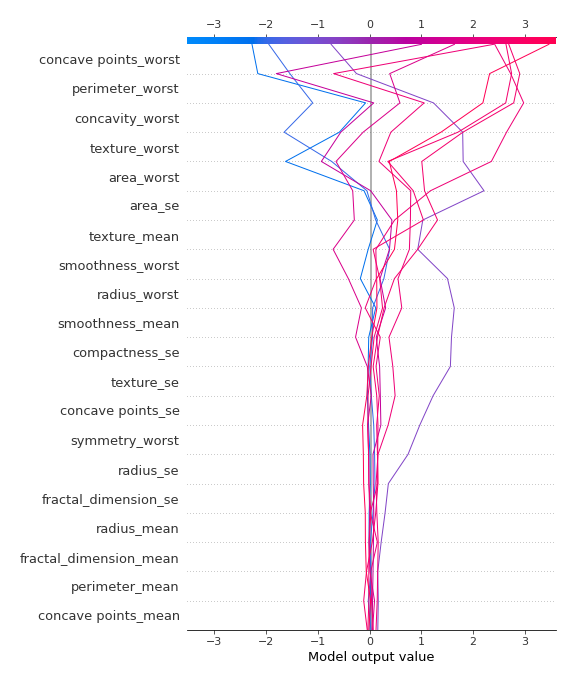 −3 −2 −1 0 1 2 3
concave points_worst
perimeter_worst
concavity_worst
texture_worst
area_worst
area_se
texture_mean
smoothness_worst
radius_worst
smoothness_mean
compactness_se
texture_se
concave points_se
symmetry_worst
radius_se
fractal_dimension_se
radius_mean
fractal_dimension_mean
perimeter_mean
concave points_mean
−3 −2 −1 0 1 2 3
Model output value